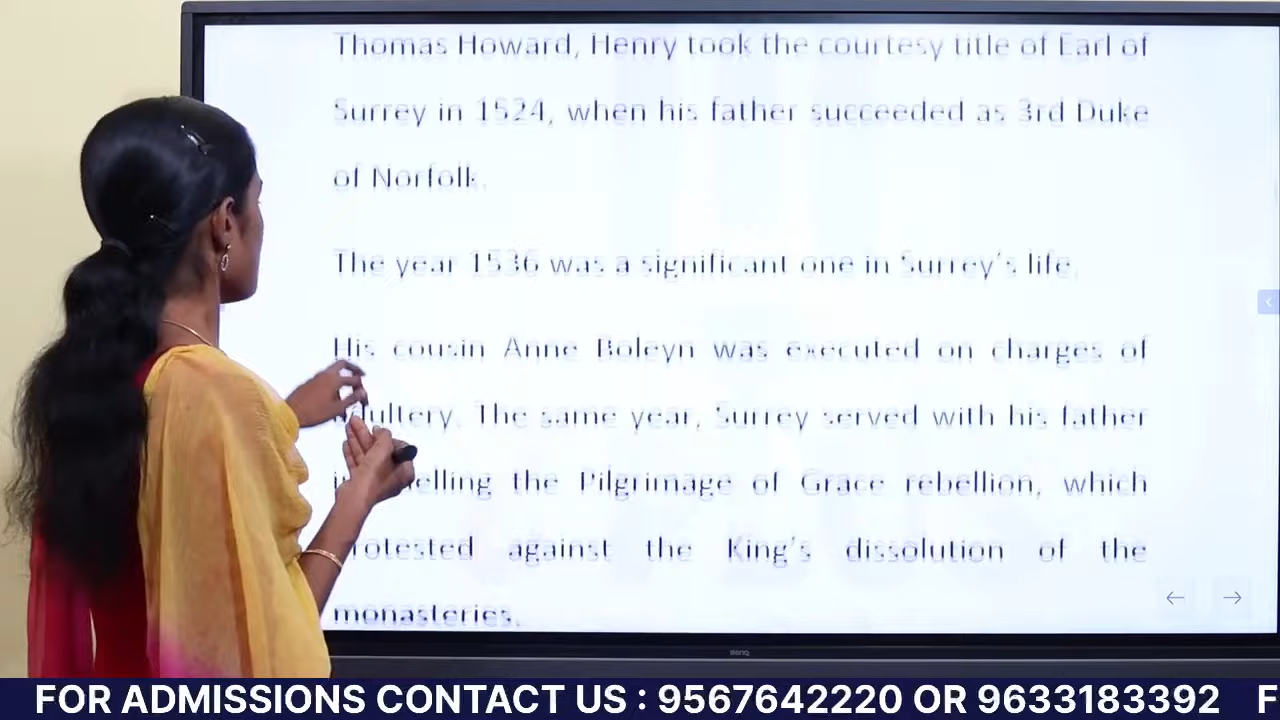 Thomas Howard, Henry took the courtesy title of Earl of
Surrey in 1524, when his father succeeded as 3rd Duke
of Norfolk.
The year 1536 was a significant one in Surrey’s life.
His cousin Anne Boleyn was executed on charges of
adultery. The same year, Surrey served with his father
the Pilgrimage of Grace rebellion, which
protested against the King’s dissolution of the
monasteries.
BenQ
FOR ADMISSIONS CONTACT US : 9567642220 OR 9633183392 F